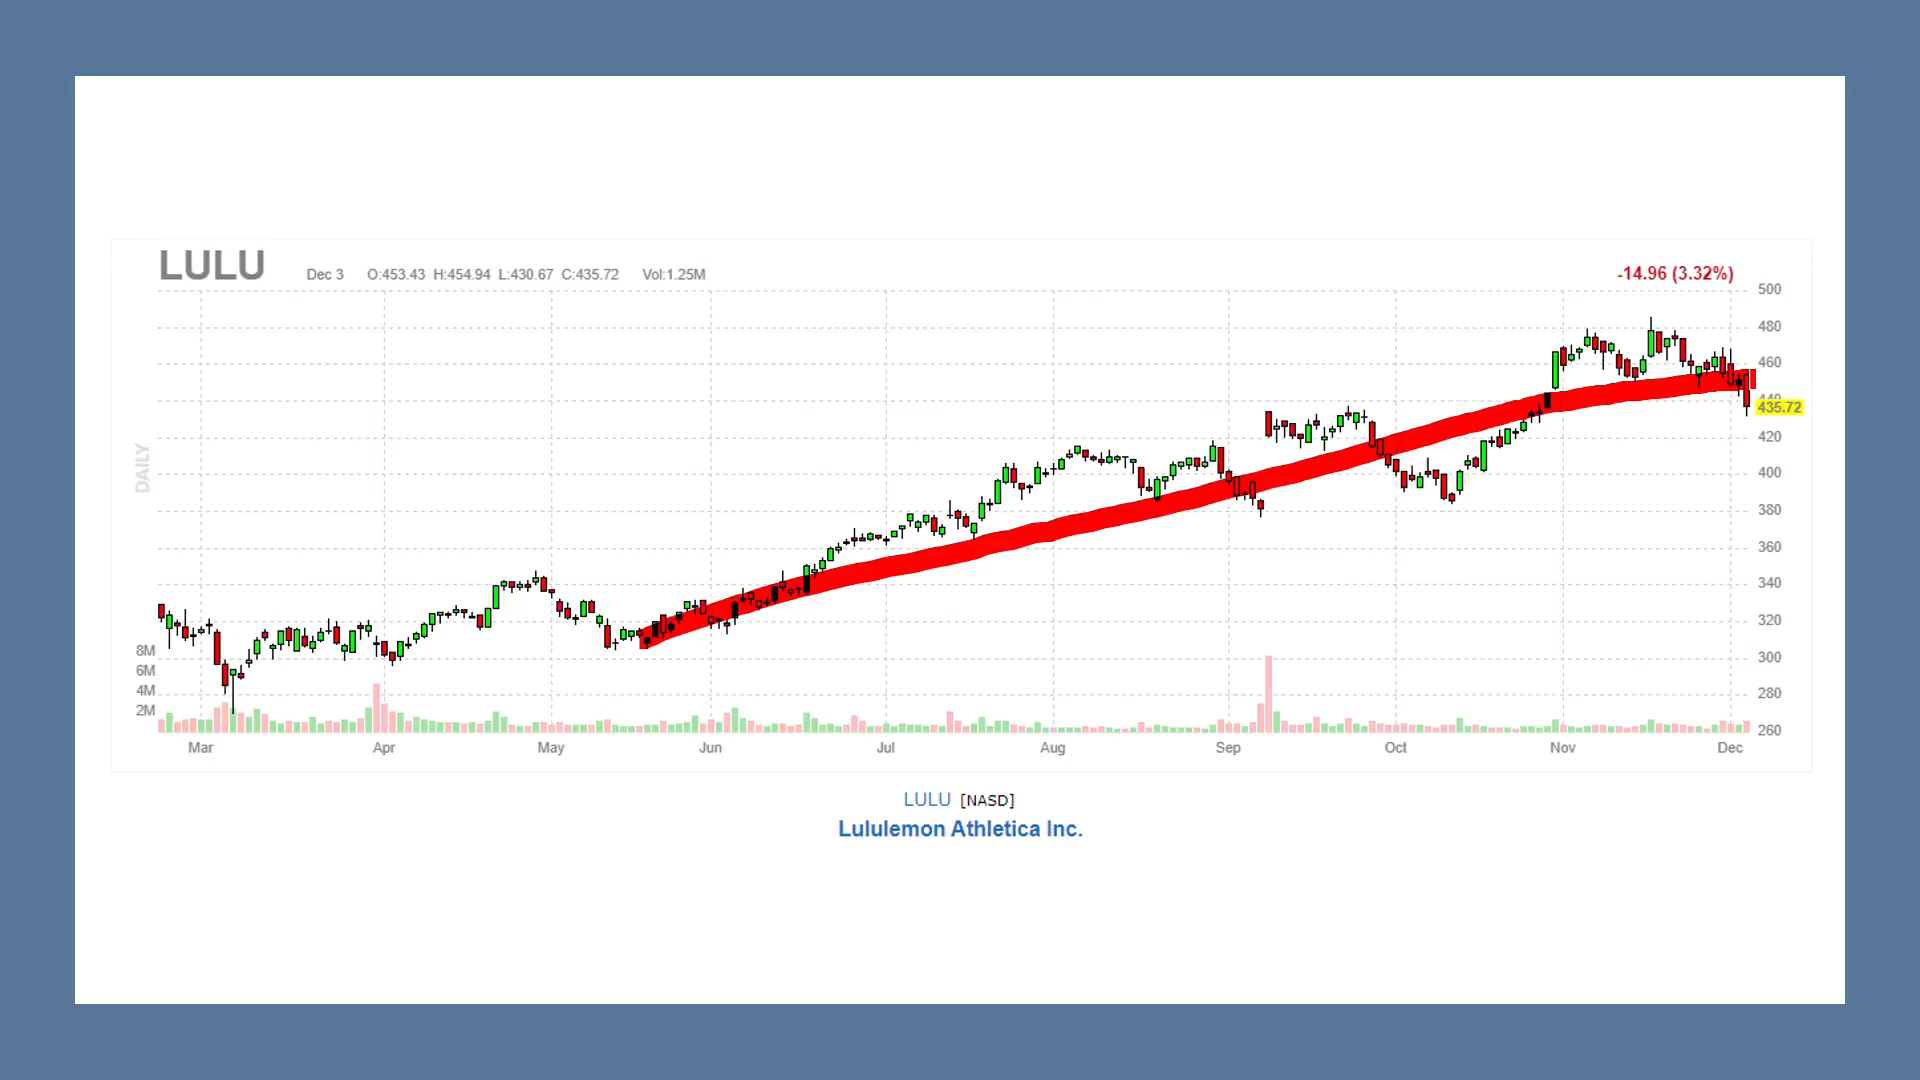 LULU Dec 3 O:453.43 H:454.94 L:430.67 C:435.72 Vol:1.25M -14.96 (3.32%)
500
480
460
440
435.72
420
400
DAILY
380
360
340
320
8M 300
6M
4M 280
2M
260
Mar Apr May Jun Jul Aug Sep Oct Nov Dec
LULU [NASD]
Lululemon Athletica Inc.